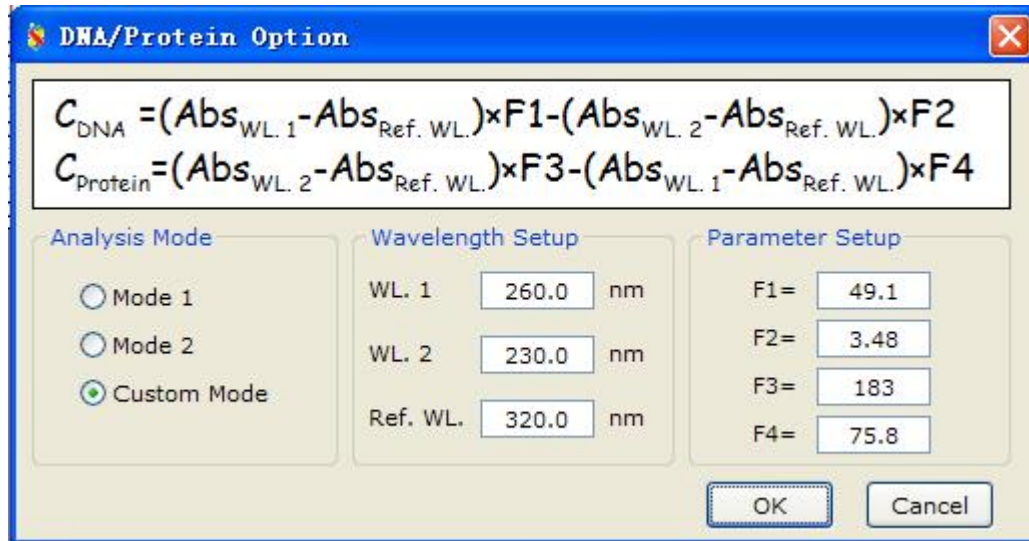 DNA/Protein Option
C_DNA =(Abs_WL. 1-Abs_Ref. WL.)×F1-(Abs_WL. 2-Abs_Ref. WL.)×F2
C_Protein=(Abs_WL. 2-Abs_Ref. WL.)×F3-(Abs_WL. 1-Abs_Ref. WL.)×F4
Analysis Mode
Mode 1
Mode 2
Custom Mode
Wavelength Setup
WL. 1 260.0 nm
WL. 2 230.0 nm
Ref. WL. 320.0 nm
Parameter Setup
F1= 49.1
F2= 3.48
F3= 183
F4= 75.8
OK Cancel